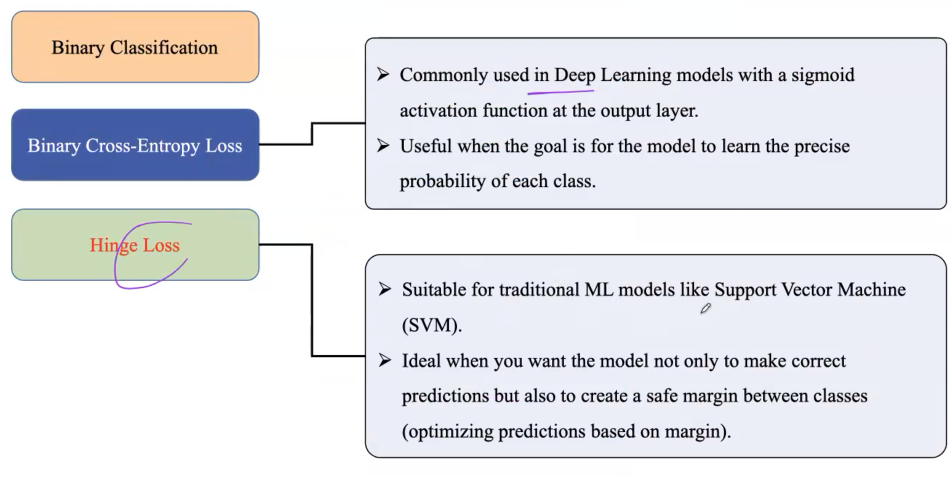 Binary Classification
Binary Cross-Entropy Loss
➤ Commonly used in Deep Learning models with a sigmoid
activation function at the output layer.
➤ Useful when the goal is for the model to learn the precise
probability of each class.
Hinge Loss
➤ Suitable for traditional ML models like Support Vector Machine
(SVM).
➤ Ideal when you want the model not only to make correct
predictions but also to create a safe margin between classes
(optimizing predictions based on margin).